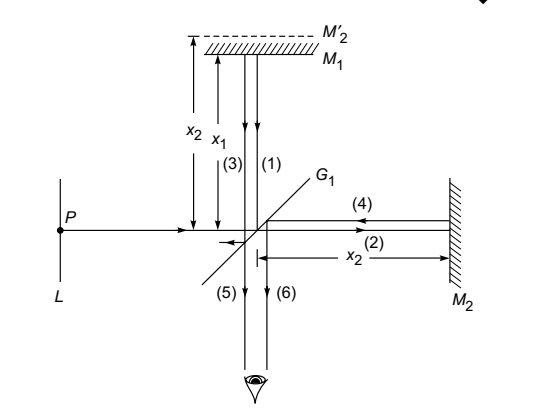 M′₂
M₁
x₂
x₁
(3)
(1)
G₁
(4)
P
(2)
x₂
(5)
(6)
L
M₂